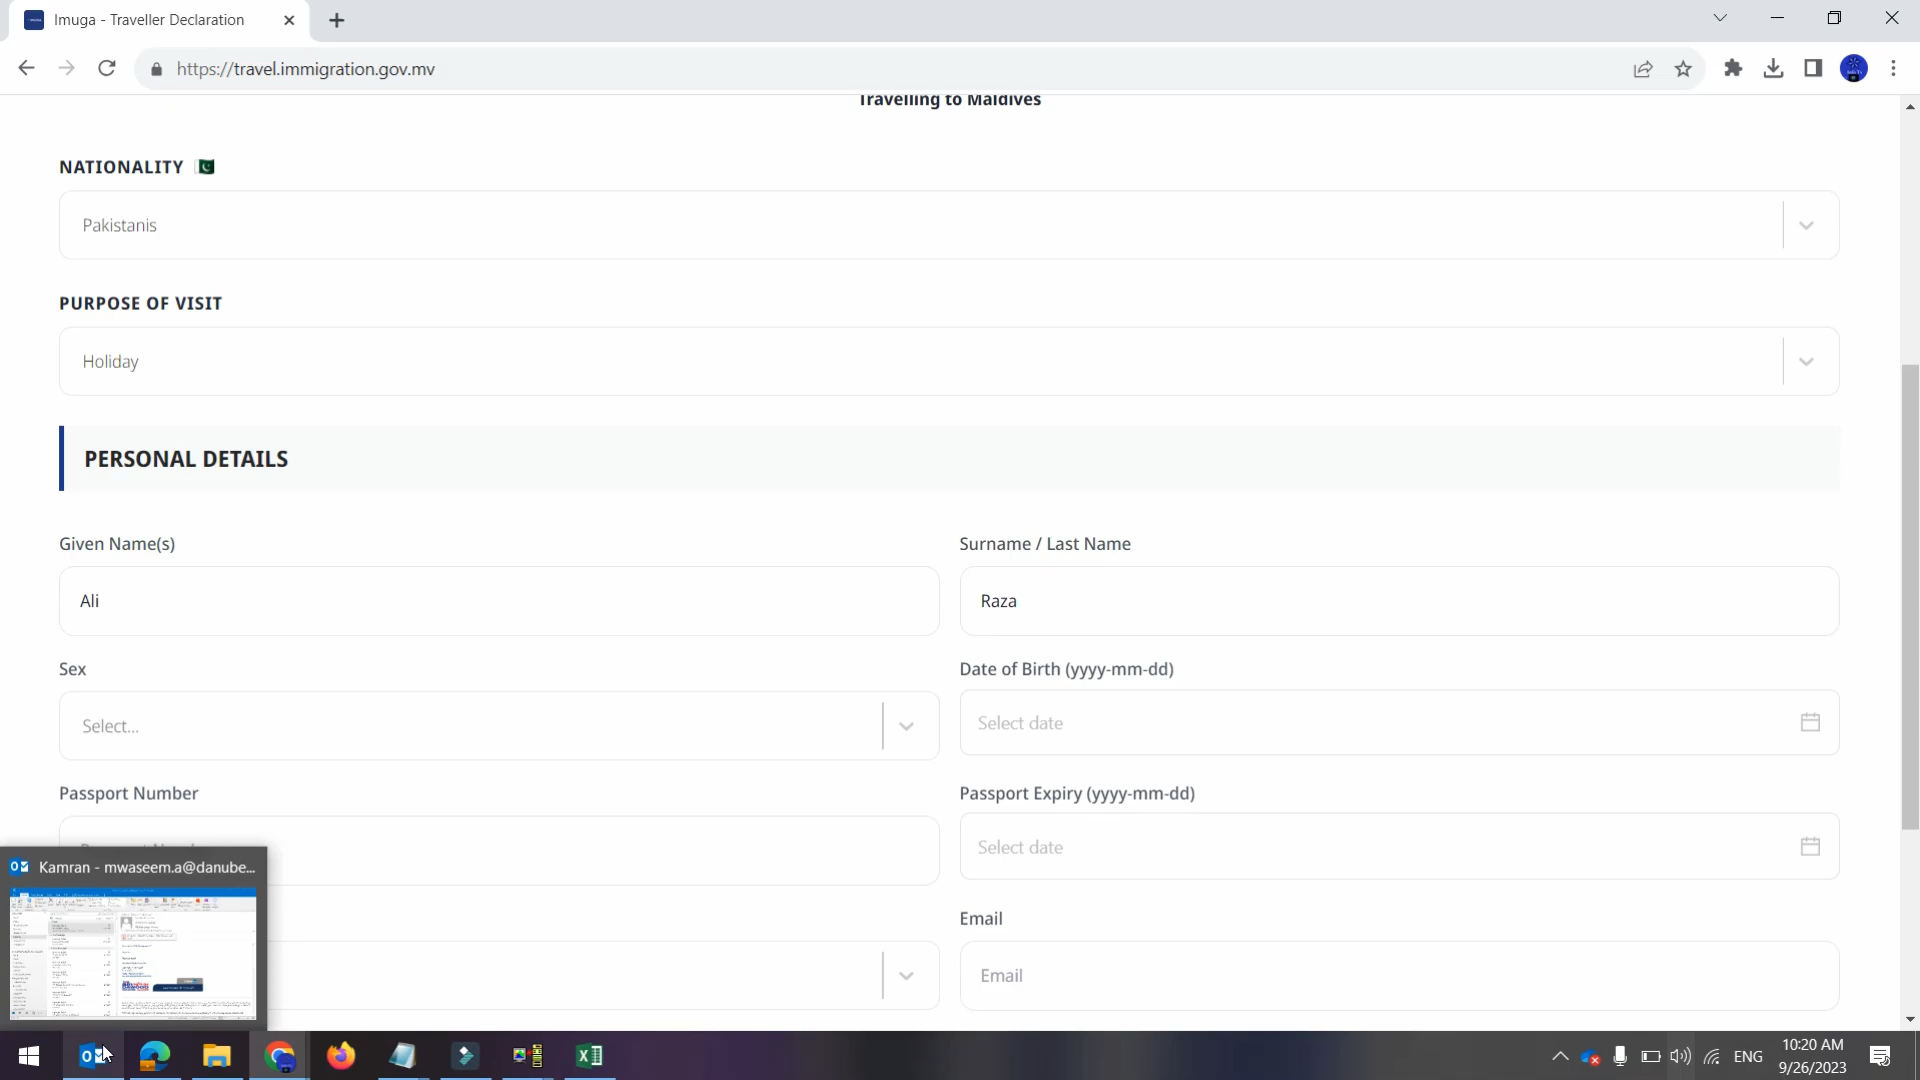 Imuga - Traveller Declaration
https://travel.immigration.gov.mv
Travelling to Maldives
NATIONALITY
Pakistanis
PURPOSE OF VISIT
Holiday
PERSONAL DETAILS
Given Name(s)
Surname / Last Name
Ali
Raza
Sex
Date of Birth (yyyy-mm-dd)
Select...
Select date
Passport Number
Passport Expiry (yyyy-mm-dd)
Select date
Kamran - mwaseem.a@danube...
Email
Email
ENG
10:20 AM
9/26/2023